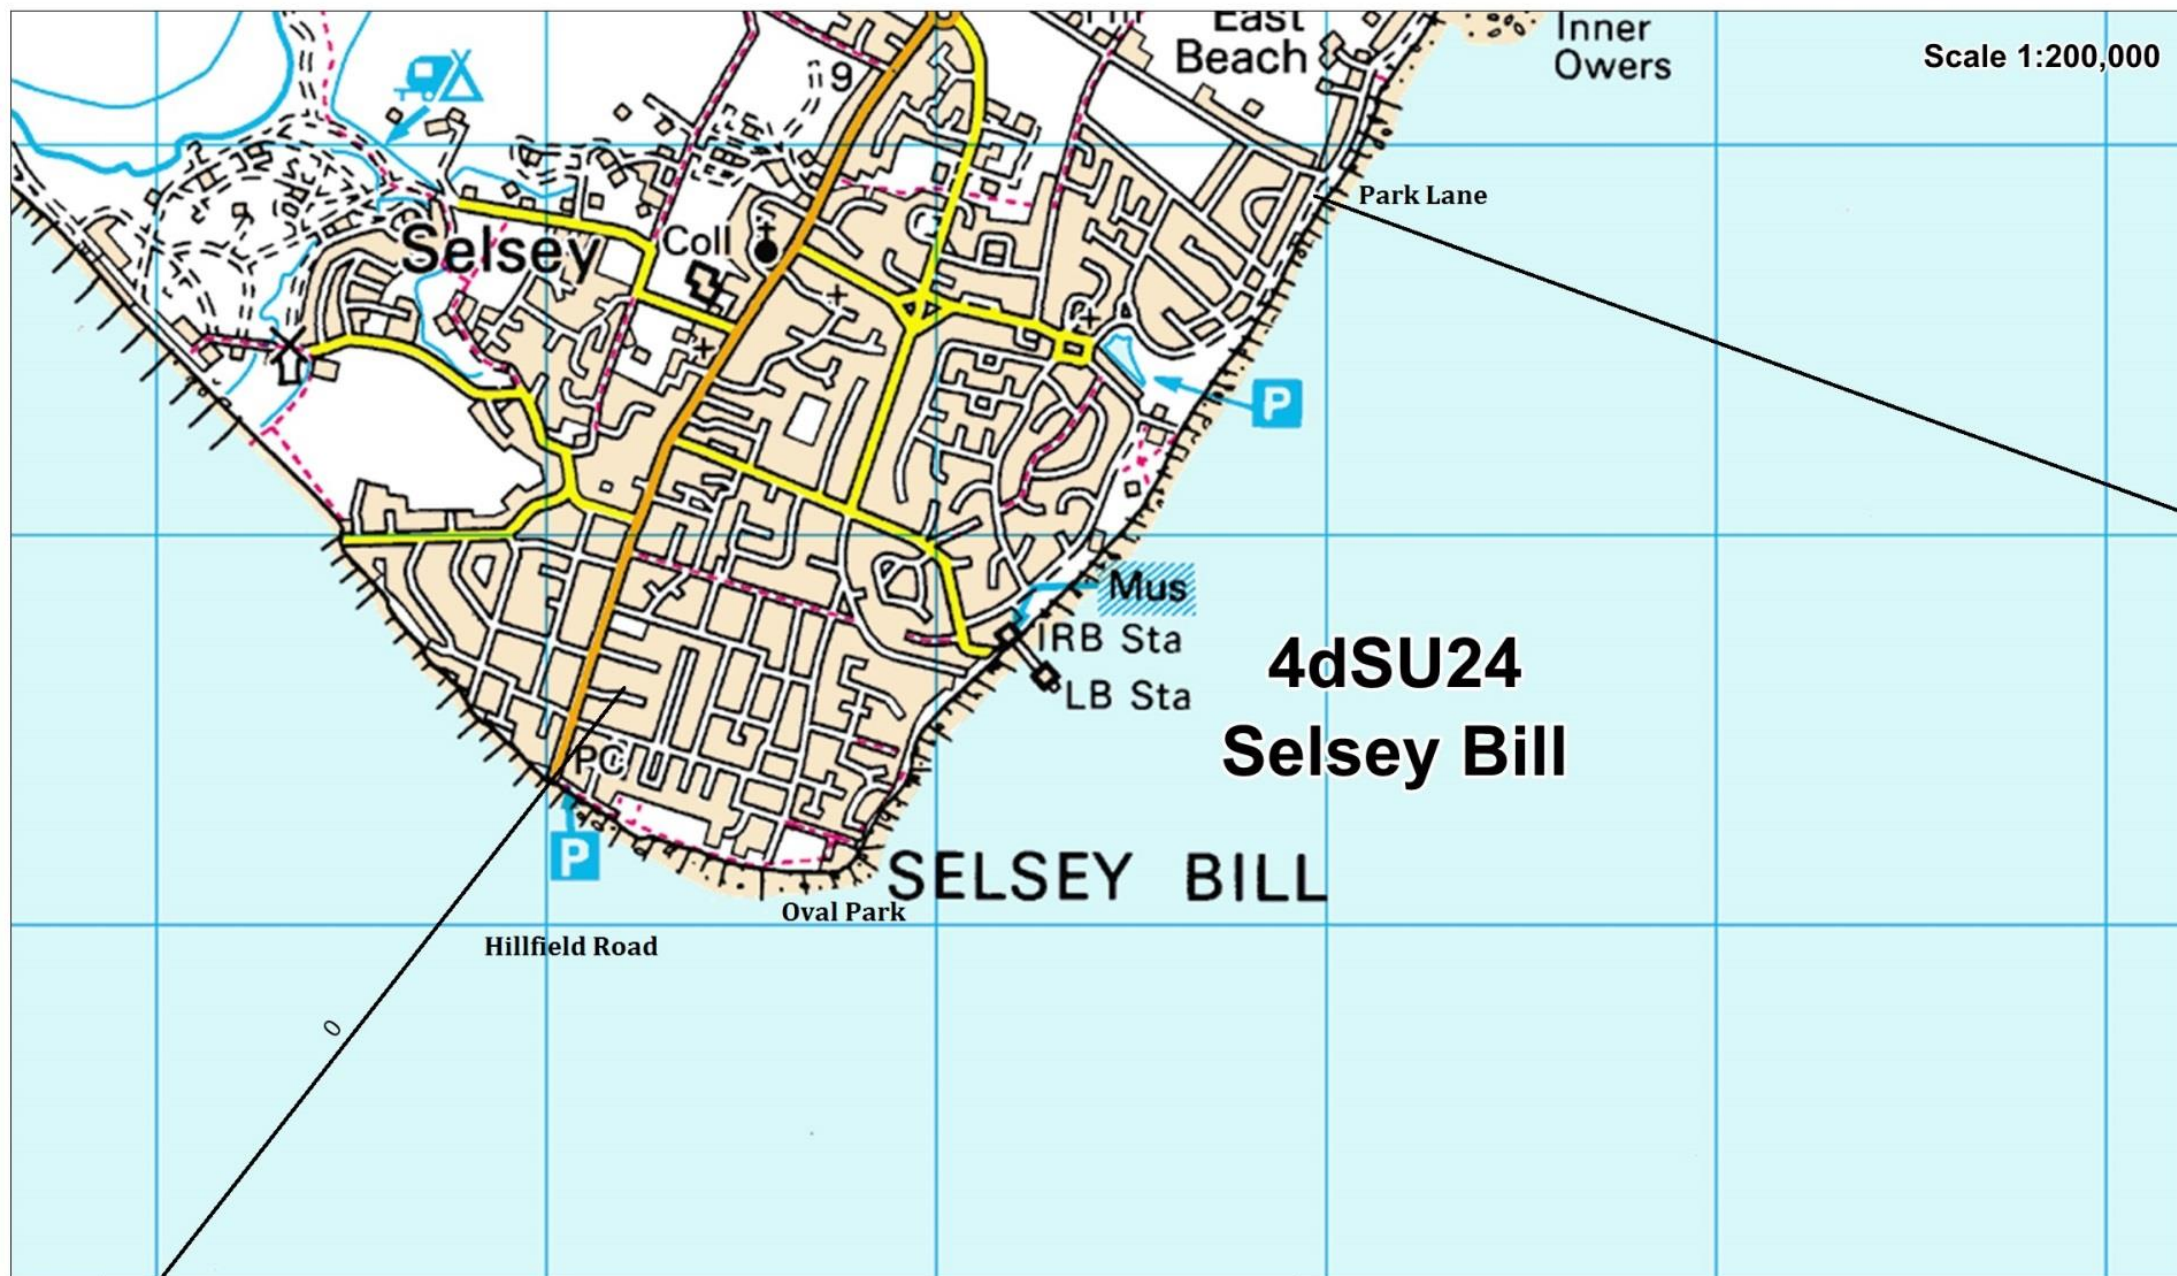 East
Beach
Inner
Owers
Scale 1:200,000
9
Park Lane
Selsey
Coll
P
Mus
IRB Sta
LB Sta
4dSU24
Selsey Bill
PC
P
SELSEY BILL
Oval Park
Hillfield Road
0